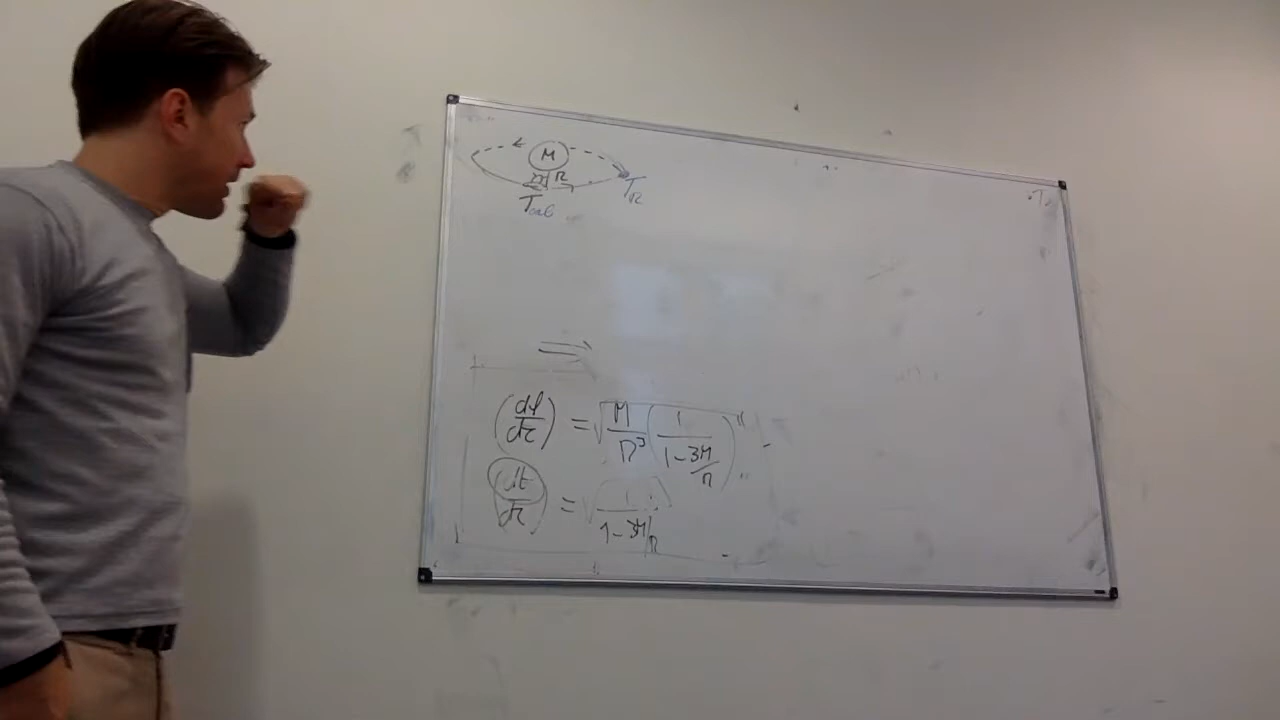 M
R
T_orb T_R
⇒
(dφ/dτ) = √(M/R³ (1/(1-3M/R)))
(dt/dτ) = √(1/(1-3M/R))